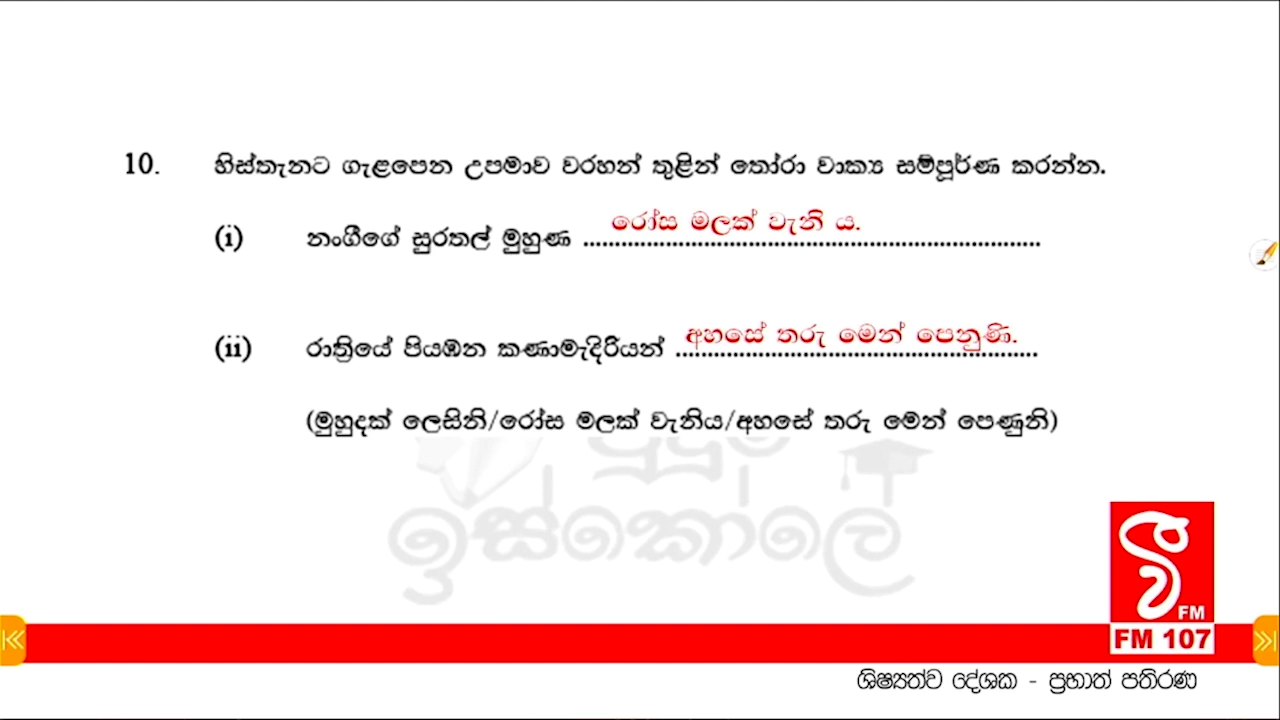 10. හිස්තැනට ගැළපෙන උපමාව වරහන් තුළින් තෝරා වාක්‍ය සම්පූර්ණ කරන්න.
(i) නංගීගේ සුරතල් මුහුණ රෝස මලක් වැනි ය.
(ii) රාත්‍රියේ පියඹන කණාමැදිරියන් අහසේ තරු මෙන් පෙනුණි.
(මුහුදක් ලෙසිනි/රෝස මලක් වැනිය/අහසේ තරු මෙන් පෙණුනි)
ඉස්කොලේ
වී
FM
FM 107
ශිෂ්‍යත්ව දේශක - ප්‍රභාත් පතිරණ